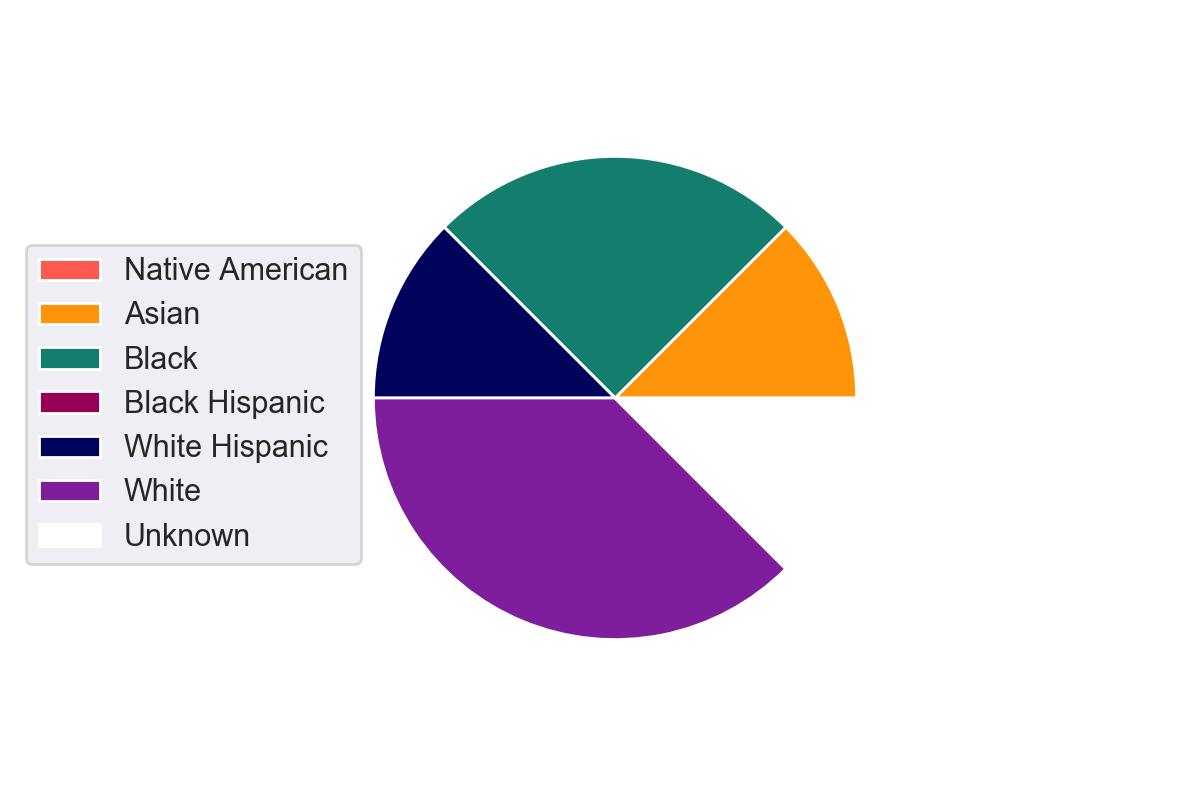 Native American
Asian
Black
Black Hispanic
White Hispanic
White
Unknown